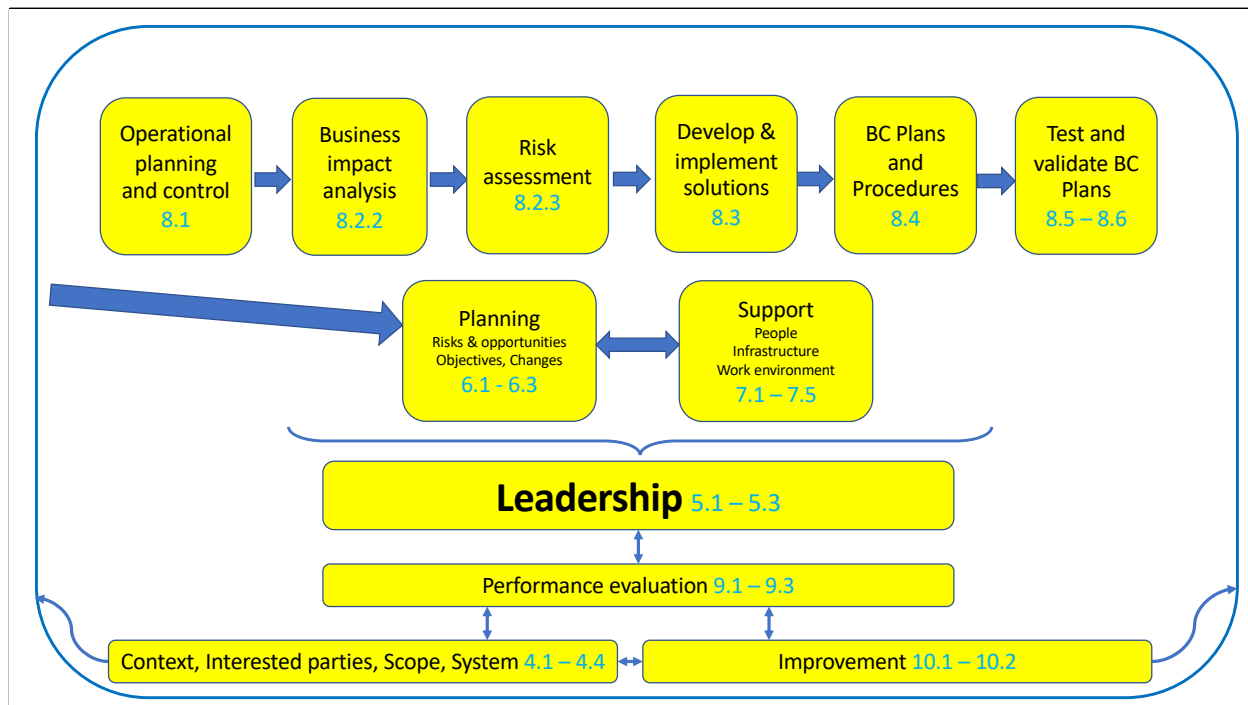 Operational
planning
and control
8.1
Business
impact
analysis
8.2.2
Risk
assessment
8.2.3
Develop &
implement
solutions
8.3
BC Plans
and
Procedures
8.4
Test and
validate BC
Plans
8.5 – 8.6
Planning
Risks & opportunities
Objectives, Changes
6.1 - 6.3
Support
People
Infrastructure
Work environment
7.1 – 7.5
Leadership 5.1 – 5.3
Performance evaluation 9.1 – 9.3
Context, Interested parties, Scope, System 4.1 – 4.4
Improvement 10.1 – 10.2